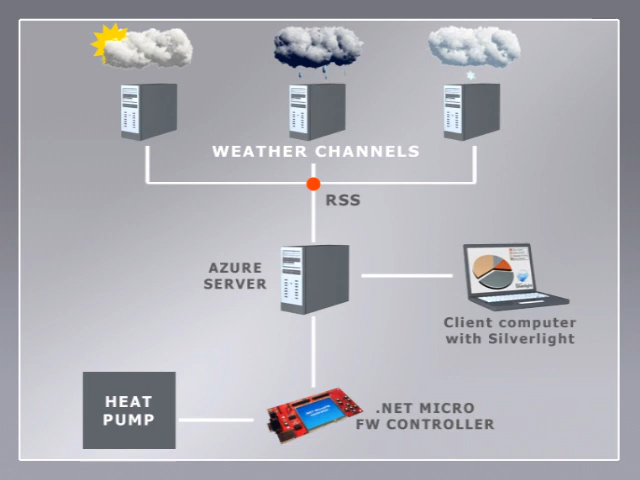 WEATHER CHANNELS
RSS
AZURE
SERVER
Client computer
with Silverlight
HEAT
PUMP
.NET MICRO
FW CONTROLLER